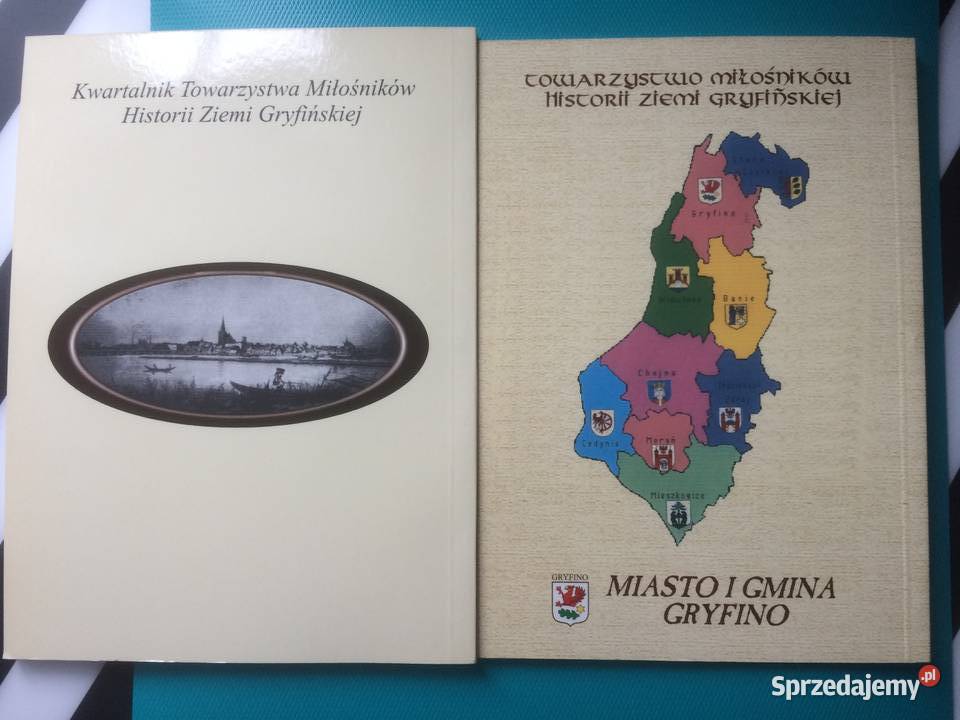 Kwartalnik Towarzystwa Miłośników
Historii Ziemi Gryfińskiej
Towarzystwo Miłośników
Historii Ziemi Gryfińskiej
Gryfino
Banie
Chojna
Cedynia
Moryń
Mieszkowice
GRYFINO
MIASTO I GMINA
GRYFINO
Sprzedajemy.pl